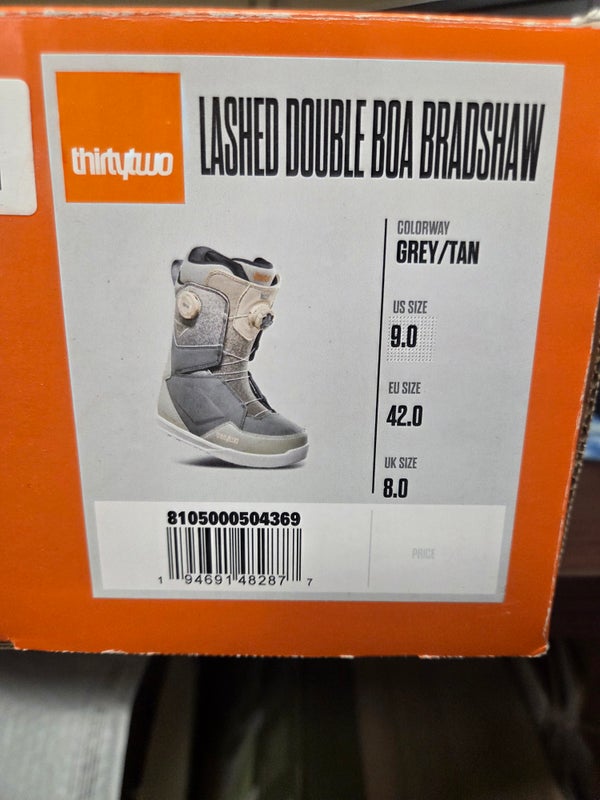 thirtytwo
LASHED DOUBLE BOA BRADSHAW
COLORWAY
GREY/TAN
US SIZE
9.0
EU SIZE
42.0
UK SIZE
8.0
8105000504369
1 94691 48287 7
PRICE